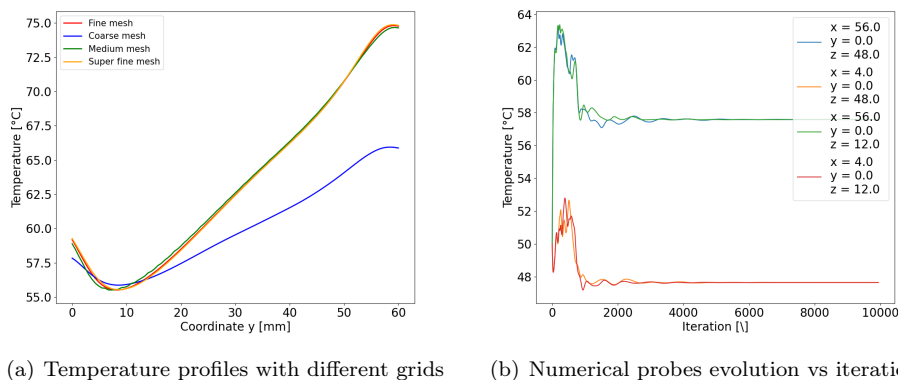 75.0
72.5
70.0
67.5
65.0
62.5
60.0
57.5
55.0
Temperature [°C]
Fine mesh
Coarse mesh
Medium mesh
Super fine mesh
0 10 20 30 40 50 60
Coordinate y [mm]
(a) Temperature profiles with different grids
64
62
60
58
56
54
52
50
48
Temperature [°C]
x = 56.0
y = 0.0
z = 48.0
x = 4.0
y = 0.0
z = 48.0
x = 56.0
y = 0.0
z = 12.0
x = 4.0
y = 0.0
z = 12.0
0 2000 4000 6000 8000 10000
Iteration [\]
(b) Numerical probes evolution vs iteratio